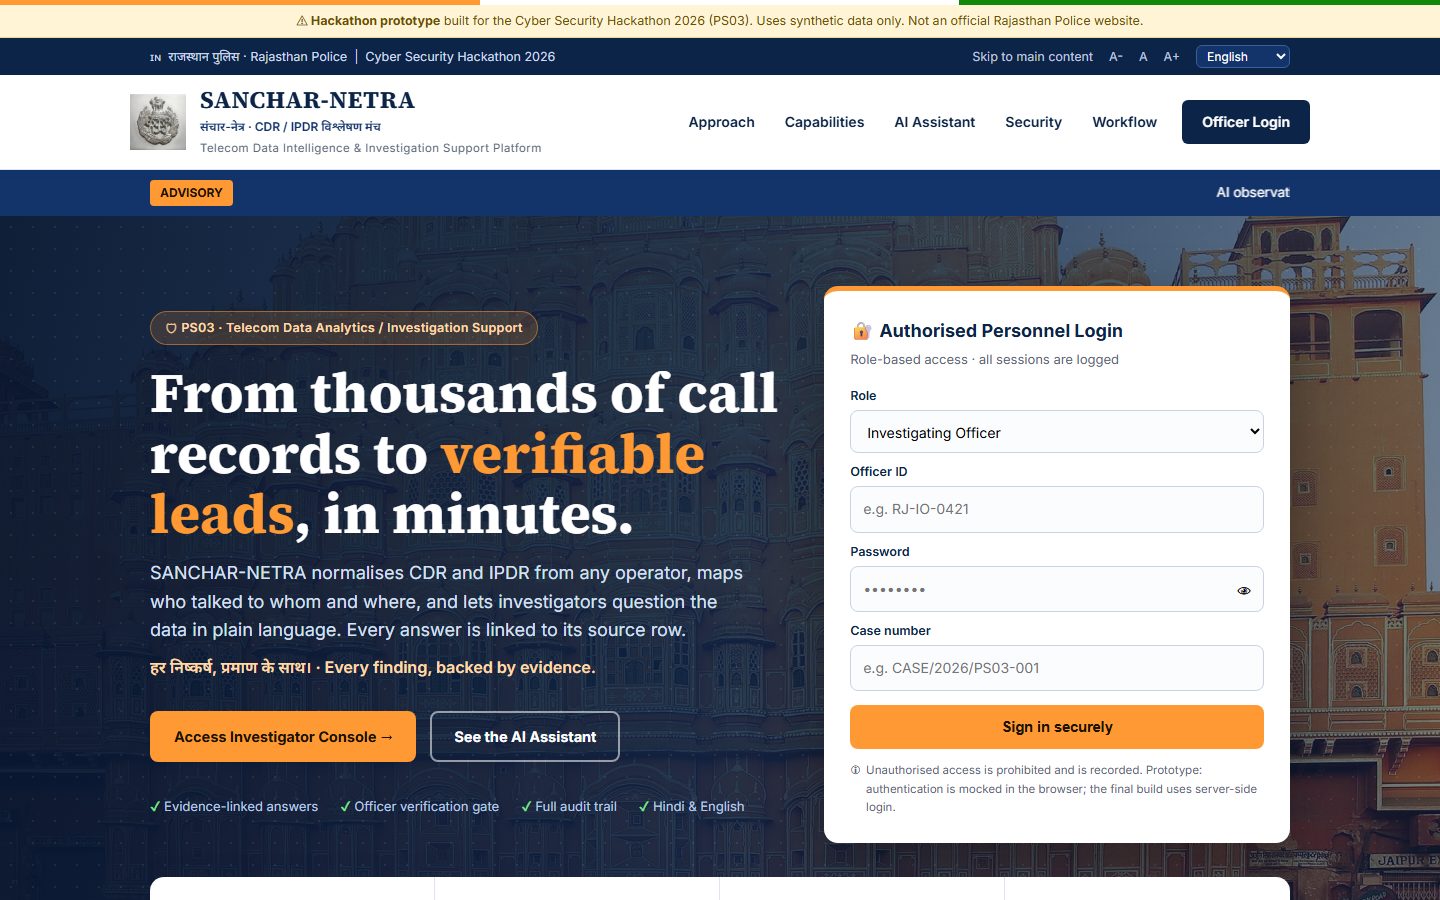 ⚠ Hackathon prototype built for the Cyber Security Hackathon 2026 (PS03). Uses synthetic data only. Not an official Rajasthan Police website.
IN राजस्थान पुलिस · Rajasthan Police | Cyber Security Hackathon 2026
Skip to main content A- A A+ English
SANCHAR-NETRA
संचार-नेत्र · CDR / IPDR विश्लेषण मंच
Telecom Data Intelligence & Investigation Support Platform
Approach Capabilities AI Assistant Security Workflow Officer Login
ADVISORY
AI observat
PS03 · Telecom Data Analytics / Investigation Support
From thousands of call
records to verifiable
leads, in minutes.
SANCHAR-NETRA normalises CDR and IPDR from any operator, maps
who talked to whom and where, and lets investigators question the
data in plain language. Every answer is linked to its source row.
हर निष्कर्ष, प्रमाण के साथ। · Every finding, backed by evidence.
Access Investigator Console →
See the AI Assistant
✓ Evidence-linked answers ✓ Officer verification gate ✓ Full audit trail ✓ Hindi & English
Authorised Personnel Login
Role-based access · all sessions are logged
Role
Investigating Officer
Officer ID
e.g. RJ-IO-0421
Password
••••••••
Case number
e.g. CASE/2026/PS03-001
Sign in securely
Unauthorised access is prohibited and is recorded. Prototype:
authentication is mocked in the browser; the final build uses server-side
login.
JAIPUR